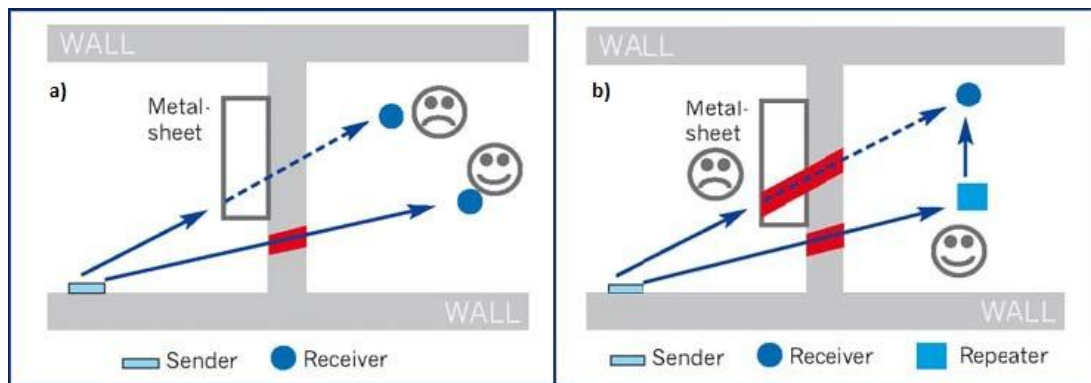 WALL
a)
Metal-
sheet
WALL
Sender
Receiver
WALL
b)
Metal-
sheet
WALL
Sender
Receiver
Repeater